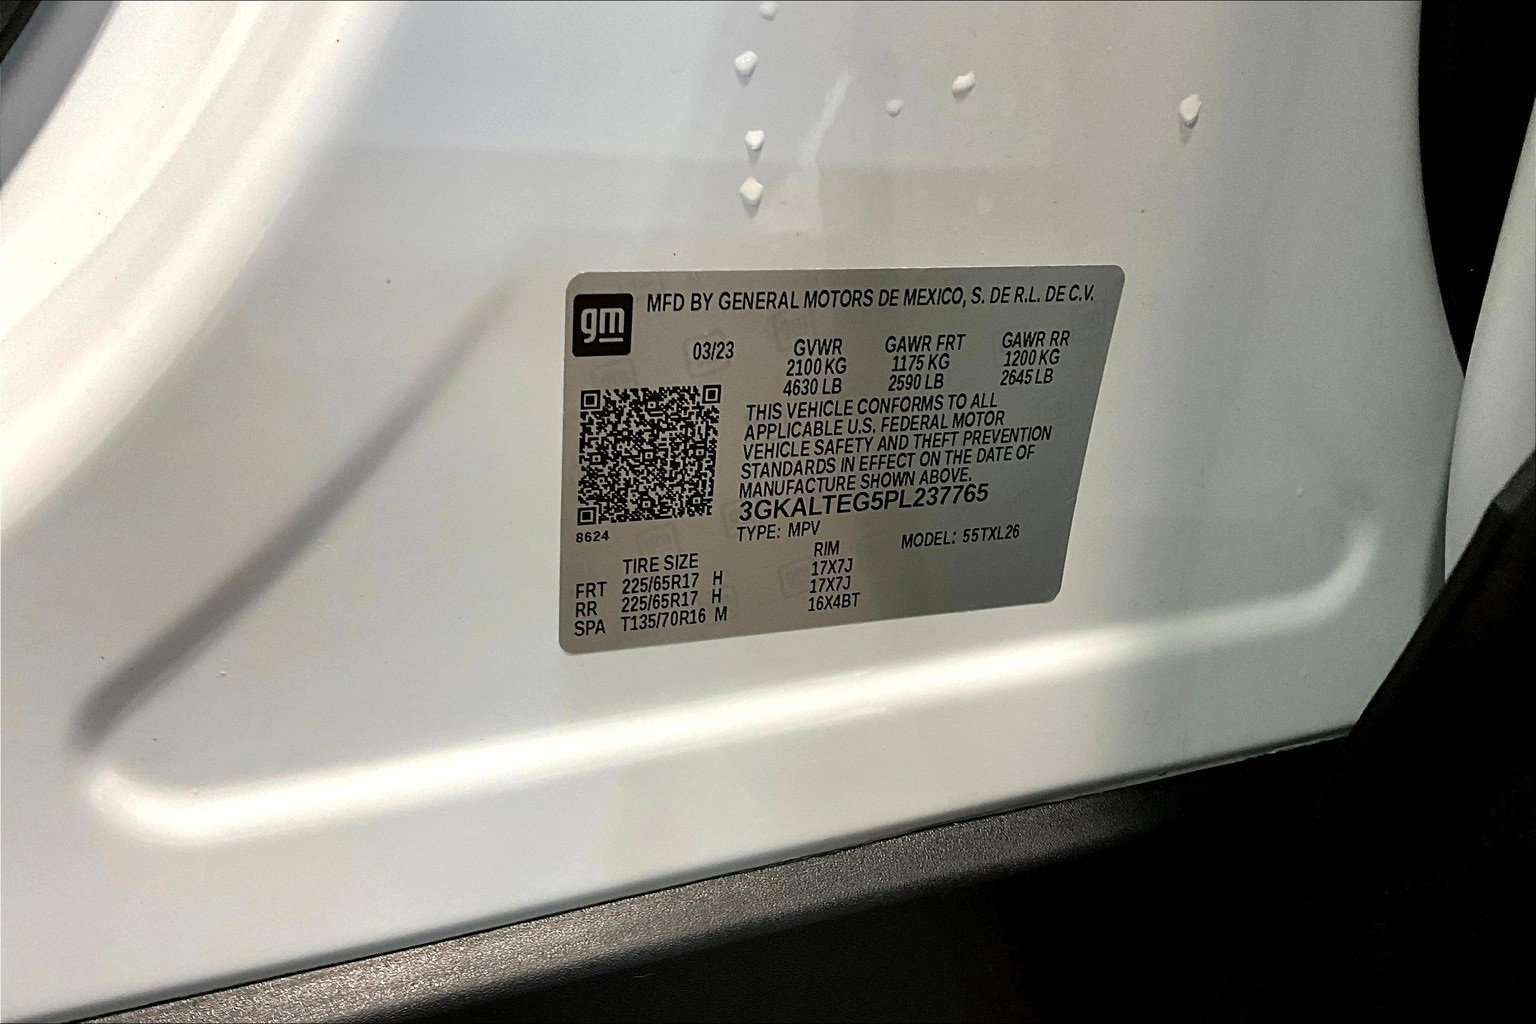 gm
MFD BY GENERAL MOTORS DE MEXICO, S. DE R.L. DE C.V.
03/23 GVWR GAWR FRT GAWR RR
2100 KG 1175 KG 1200 KG
4630 LB 2590 LB 2645 LB
THIS VEHICLE CONFORMS TO ALL
APPLICABLE U.S. FEDERAL MOTOR
VEHICLE SAFETY AND THEFT PREVENTION
STANDARDS IN EFFECT ON THE DATE OF
MANUFACTURE SHOWN ABOVE.
3GKALTEG5PL237765
8624
TYPE: MPV MODEL: 55TXL26
TIRE SIZE RIM
FRT 225/65R17 H 17X7J
RR 225/65R17 H 17X7J
SPA T135/70R16 M 16X4BT